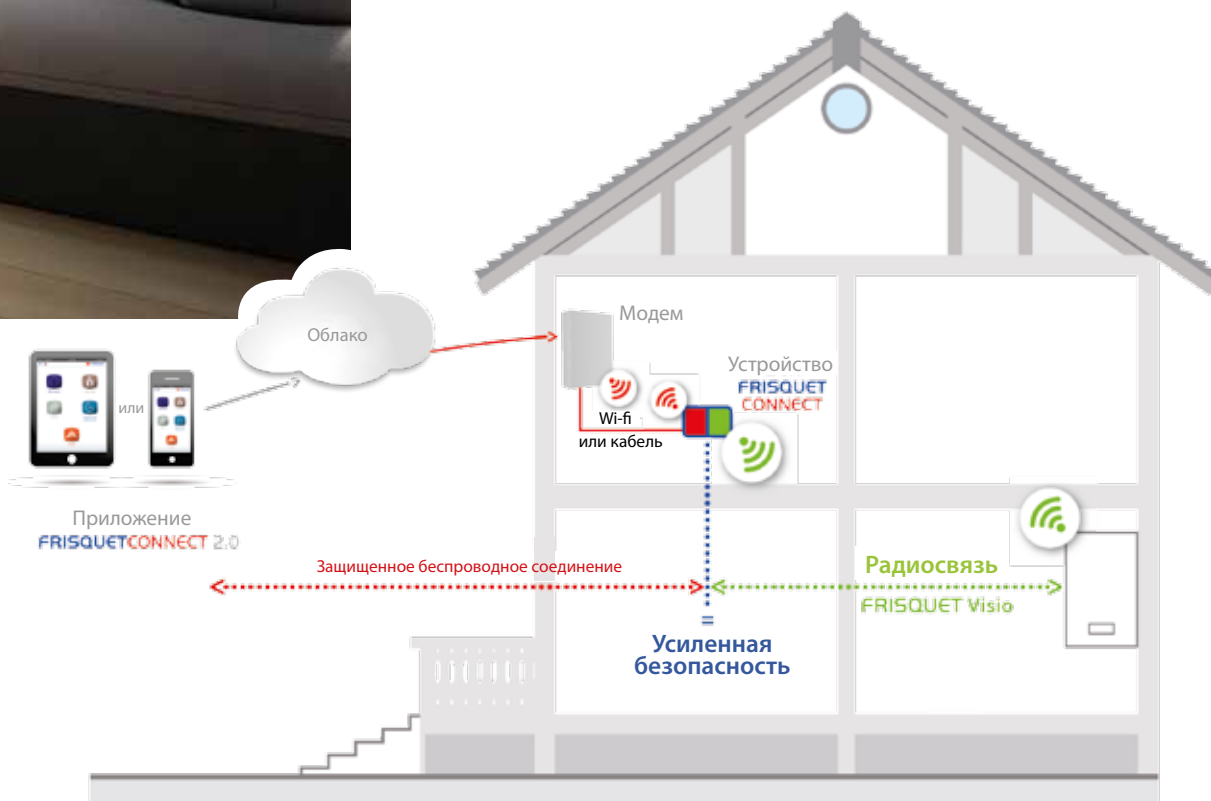 Облако
Модем
Устройство
FRISQUET
CONNECT
или
Wi-fi
или кабель
Приложение
FRISQUETCONNECT 2.0
Защищенное беспроводное соединение
Радиосвязь
FRISQUET Visio
=
Усиленная
безопасность